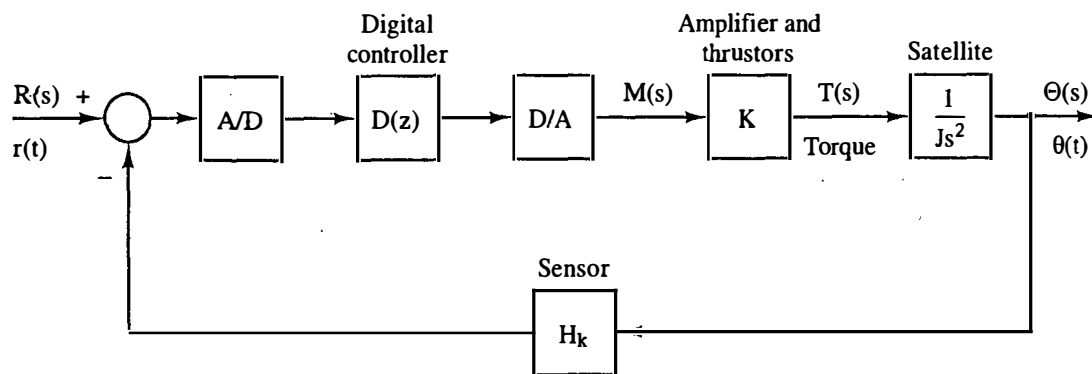 Digital
controller
Amplifier and
thrustors
Satellite
R(s) +
r(t)
−
A/D
D(z)
D/A
M(s)
K
T(s)
Torque
1
Js²
Θ(s)
θ(t)
Sensor
Hₖ